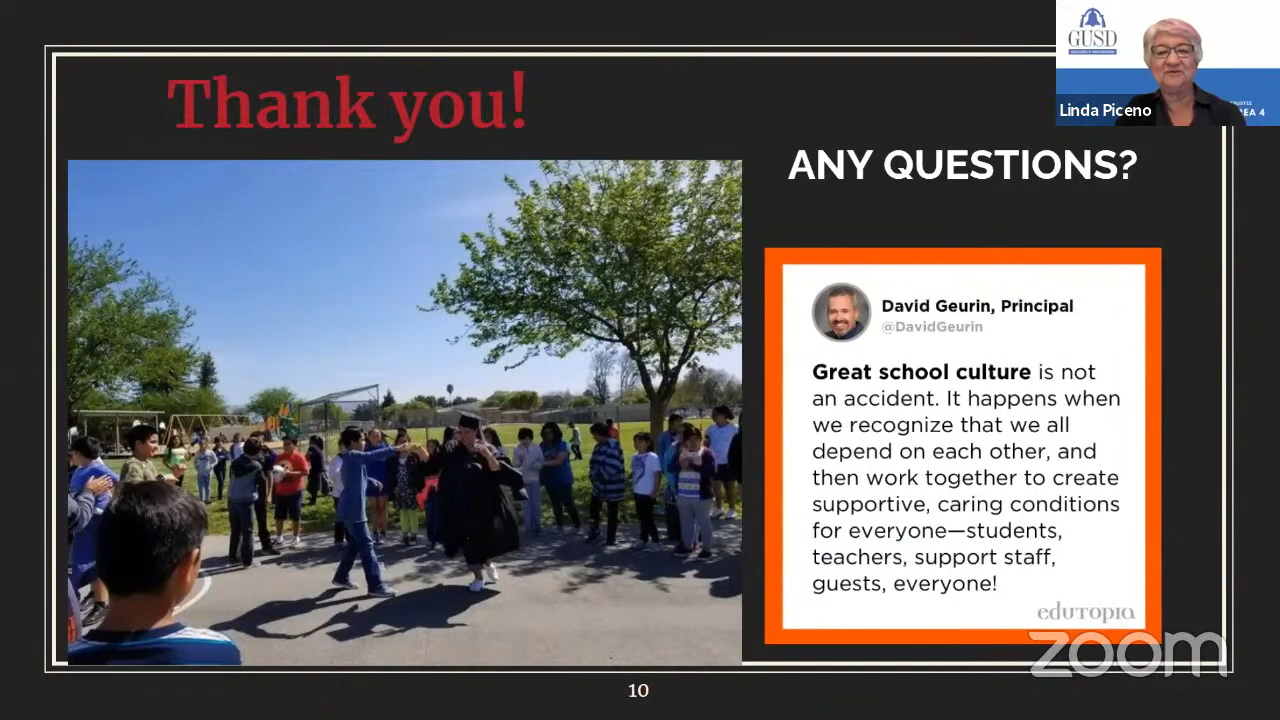 Thank you!
GUSD
Linda Piceno
REA 4
ANY QUESTIONS?
David Geurin, Principal
@DavidGeurin
Great school culture is not
an accident. It happens when
we recognize that we all
depend on each other, and
then work together to create
supportive, caring conditions
for everyone—students,
teachers, support staff,
guests, everyone!
edutopia
zoom
10